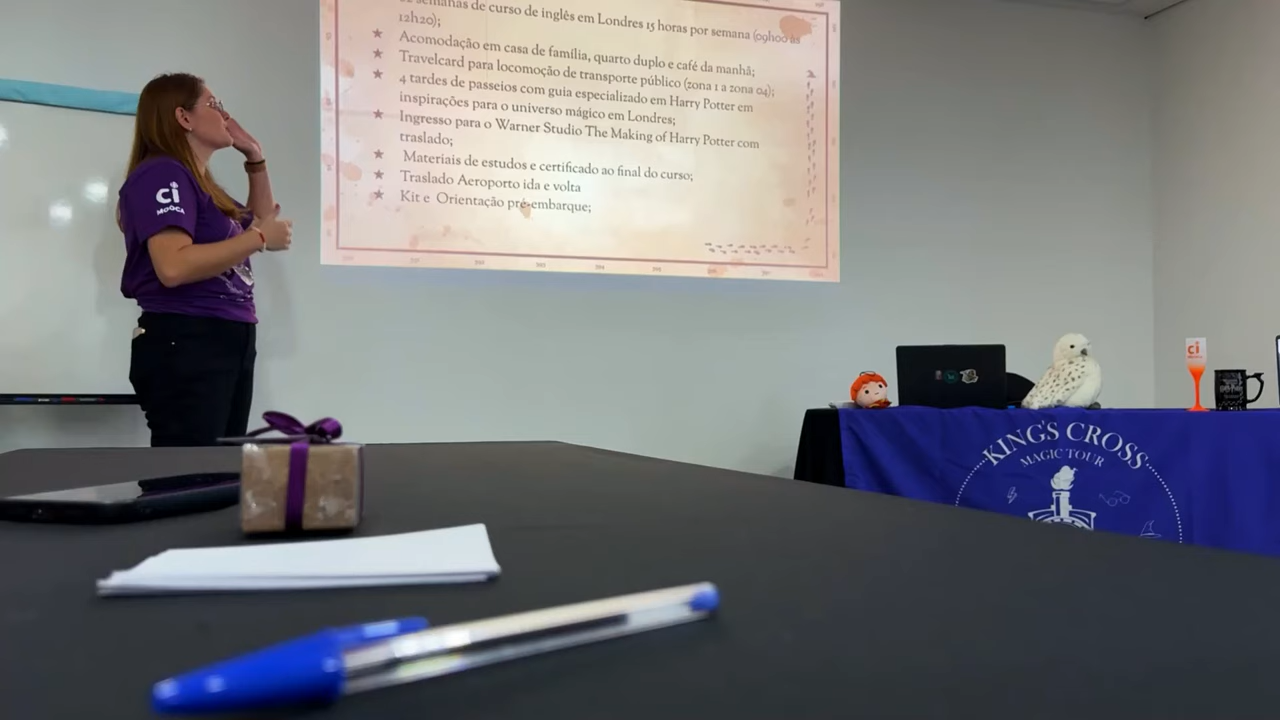 semanas de curso de inglês em Londres 15 horas por semana (09h00 às
12h20);
★ Acomodação em casa de família, quarto duplo e café da manhã;
★ Travelcard para locomoção de transporte público (zona 1 a zona 04);
★ 4 tardes de passeios com guia especializado em Harry Potter em
inspirações para o universo mágico em Londres;
★ Ingresso para o Warner Studio The Making of Harry Potter com
traslado;
★ Materiais de estudos e certificado ao final do curso;
★ Traslado Aeroporto ida e volta
★ Kit e Orientação pré-embarque;
ci
MOOCA
ci
KING'S CROSS
MAGIC TOUR